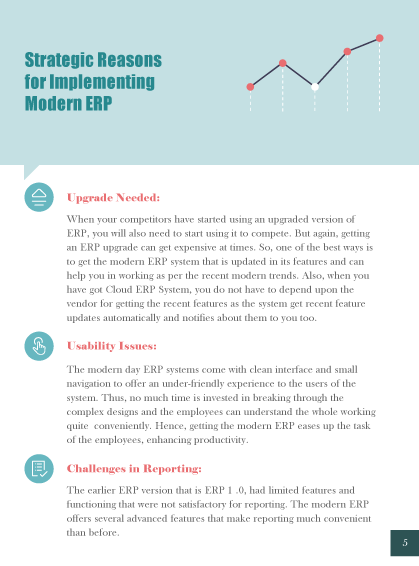 Strategic Reasons
for Implementing
Modern ERP
Upgrade Needed:
When your competitors have started using an upgraded version of
ERP, you will also need to start using it to compete. But again, getting
an ERP upgrade can get expensive at times. So, one of the best ways is
to get the modern ERP system that is updated in its features and can
help you in working as per the recent modern trends. Also, when you
have got Cloud ERP System, you do not have to depend upon the
vendor for getting the recent features as the system get recent feature
updates automatically and notifies about them to you too.
Usability Issues:
The modern day ERP systems come with clean interface and small
navigation to offer an under-friendly experience to the users of the
system. Thus, no much time is invested in breaking through the
complex designs and the employees can understand the whole working
quite  conveniently. Hence, getting the modern ERP eases up the task
of the employees, enhancing productivity.
Challenges in Reporting:
The earlier ERP version that is ERP 1 .0, had limited features and
functioning that were not satisfactory for reporting. The modern ERP
offers several advanced features that make reporting much convenient
than before.
5